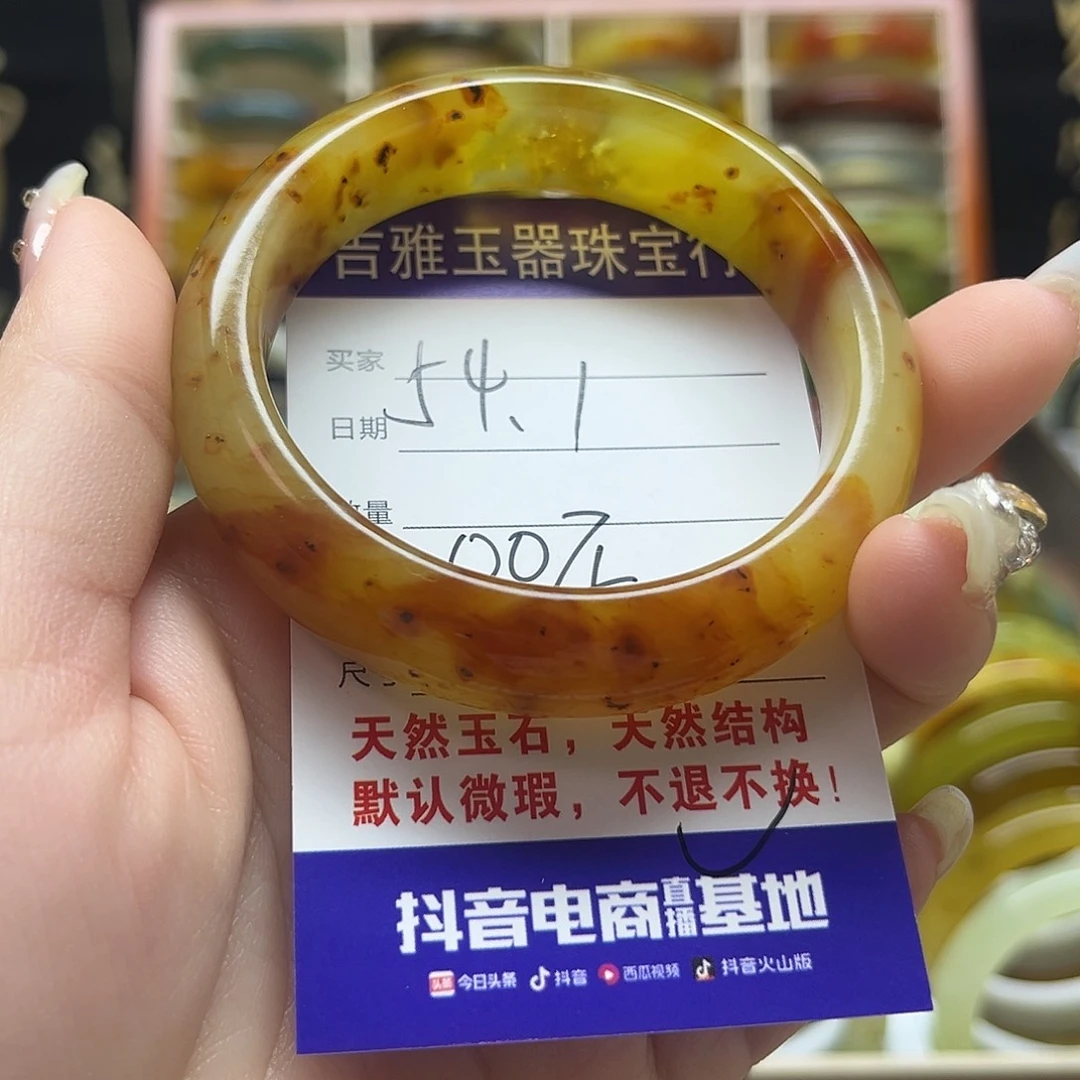 吉雅玉器珠宝行
买家 54.1
日期
数量
天然玉石，天然结构
默认微瑕，不退不换！
抖音电商直播基地
头条 今日头条 抖音 西瓜视频 抖音火山版